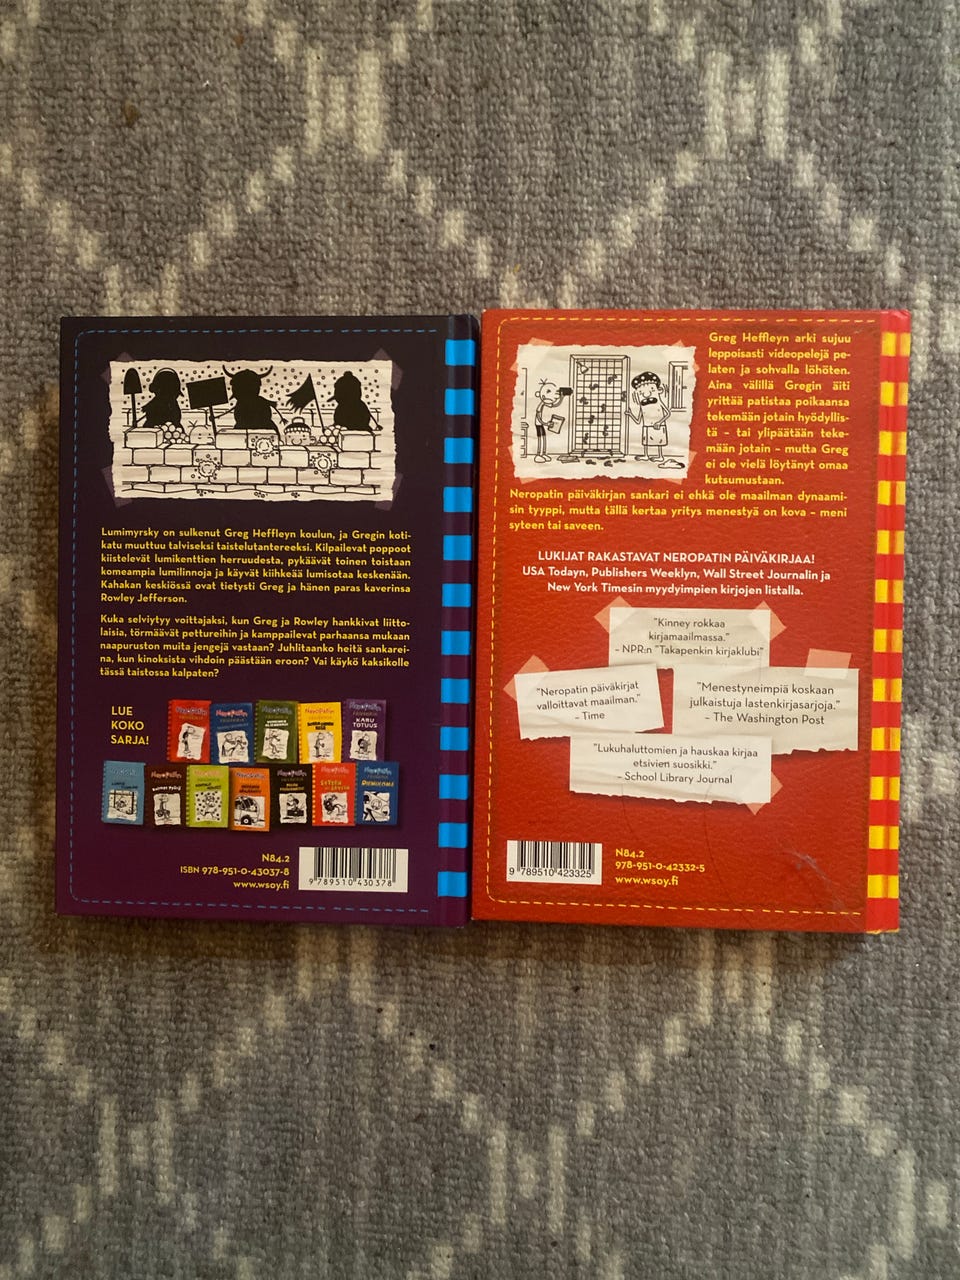 Lumimyrsky on sulkenut Greg Heffleyn koulun, ja Gregin koti-
katu muuttuu talviseksi taistelutantereeksi. Kilpailevat poppoot
kiistelevät lumikenttien herruudesta, pykäävät toinen toistaan
komeampia lumilinnoja ja käyvät kiihkeää lumisotaa keskenään.
Kahakan keskiössä ovat tietysti Greg ja hänen paras kaverinsa
Rowley Jefferson.
Kuka selviytyy voittajaksi, kun Greg ja Rowley hankkivat liitto-
laisia, törmäävät pettureihin ja kamppailevat parhaansa mukaan
naapuruston muita jengejä vastaan? Juhlitaanko heitä sankarei-
na, kun kinoksista vihdoin päästään eroon? Vai käykö kaksikolle
tässä taistossa kalpaten?
LUE
KOKO
SARJA!
KARU
TOTUUS
N84.2
ISBN 978-951-0-43037-8
www.wsoy.fi
9 789510 430378
Greg Heffleyn arki sujuu
leppoisasti videopelejä pe-
laten ja sohvalla löhöten.
Aina välillä Gregin äiti
yrittää patistaa poikaansa
tekemään jotain hyödyllis-
tä – tai ylipäätään teke-
mään jotain – mutta Greg
ei ole vielä löytänyt omaa
kutsumustaan.
Neropatin päiväkirjan sankari ei ehkä ole maailman dynaami-
sin tyyppi, mutta tällä kertaa yritys menestyä on kova – meni
syteen tai saveen.
LUKIJAT RAKASTAVAT NEROPATIN PÄIVÄKIRJAA!
USA Todayn, Publishers Weeklyn, Wall Street Journalin ja
New York Timesin myydyimpien kirjojen listalla.
"Kinney rokkaa
kirjamaailmassa."
– NPR:n "Takapenkin kirjaklubi"
"Neropatin päiväkirjat
valloittavat maailman."
– Time
"Menestyneimpiä koskaan
julkaistuja lastenkirjasarjoja."
– The Washington Post
"Lukuhaluttomien ja hauskaa kirjaa
etsivien suosikki."
– School Library Journal
9 789510 423325
N84.2
978-951-0-42332-5
www.wsoy.fi